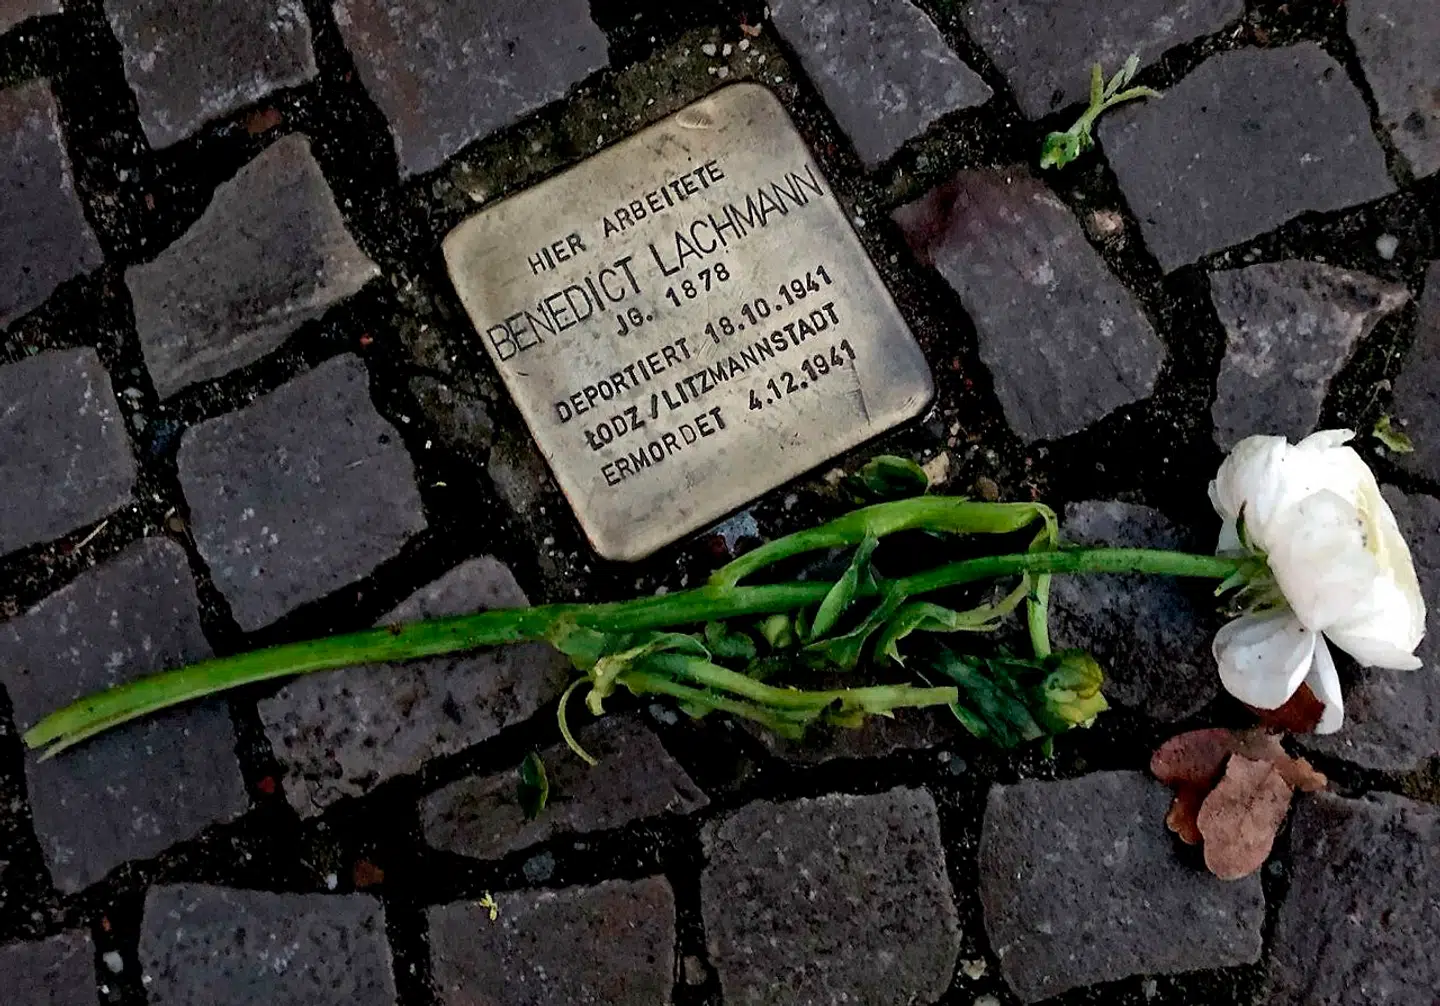 HIER ARBEITETE
BENEDICT LACHMANN
JG. 1878
DEPORTIERT 18.10.1941
ŁODZ / LITZMANNSTADT
ERMORDET 4.12.1941